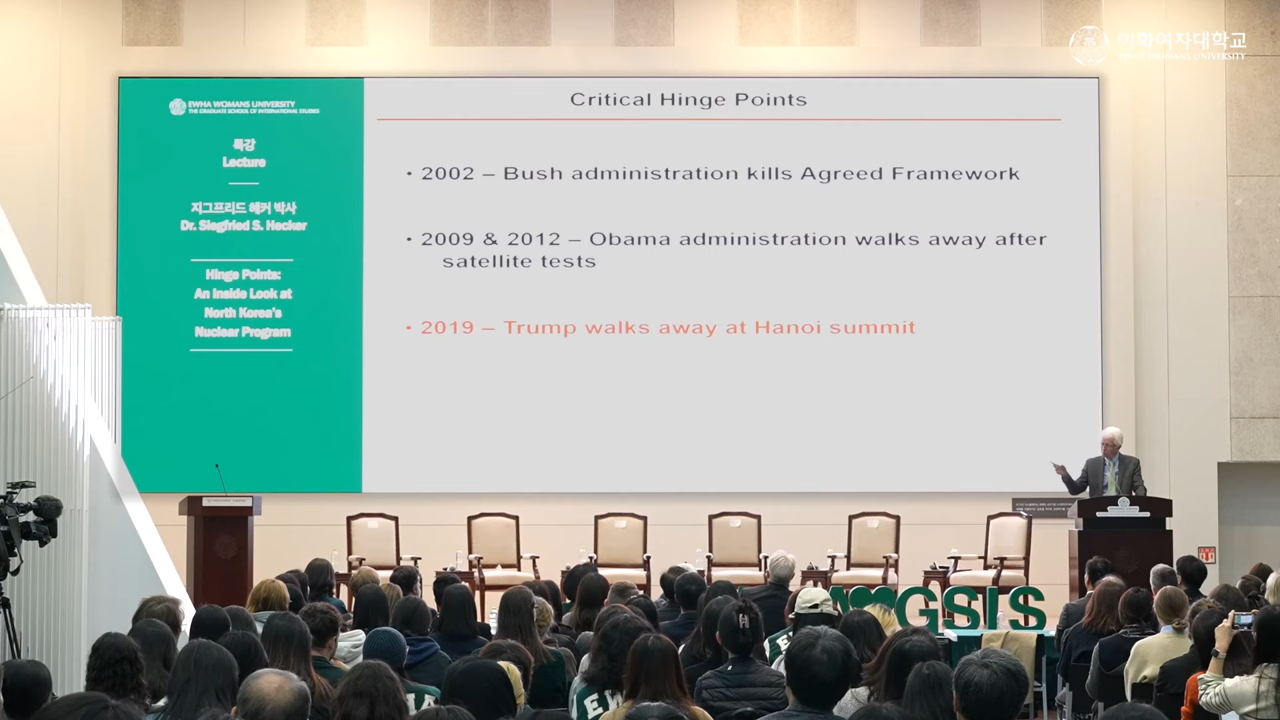 이화여자대학교
EWHA WOMANS UNIVERSITY
EWHA WOMANS UNIVERSITY
THE GRADUATE SCHOOL OF INTERNATIONAL STUDIES
특강
Lecture
지그프리드 헤커 박사
Dr. Siegfried S. Hecker
Hinge Points:
An Inside Look at
North Korea's
Nuclear Program
Critical Hinge Points
• 2002 – Bush administration kills Agreed Framework
• 2009 & 2012 – Obama administration walks away after
satellite tests
• 2019 – Trump walks away at Hanoi summit
GSIS